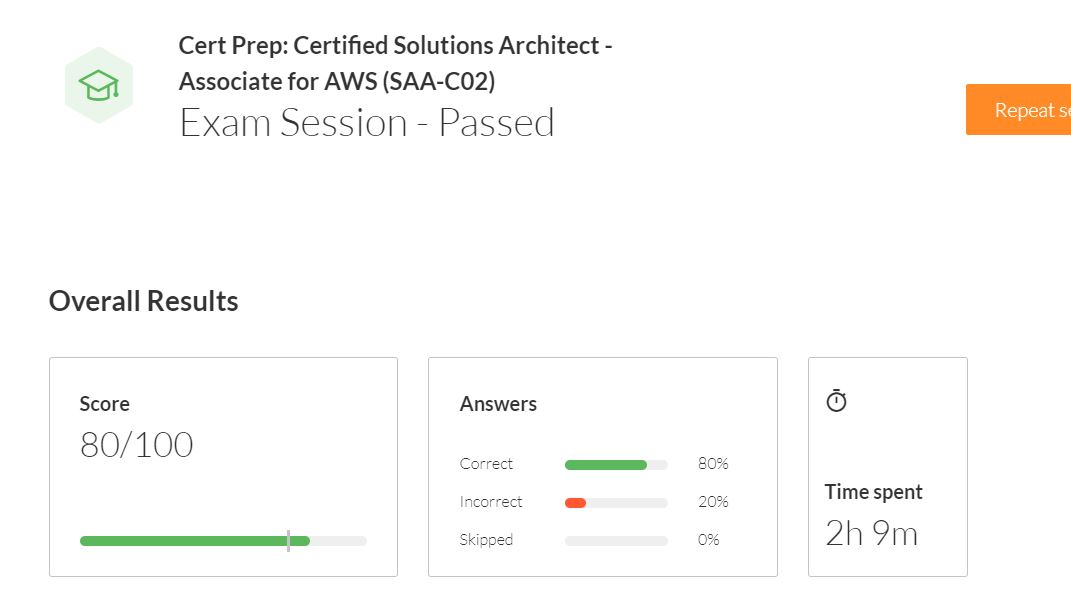 Cert Prep: Certified Solutions Architect -
Associate for AWS (SAA-C02)
Exam Session - Passed
Repeat se
Overall Results
Score
80/100
Answers
Correct 80%
Incorrect 20%
Skipped 0%
Time spent
2h 9m